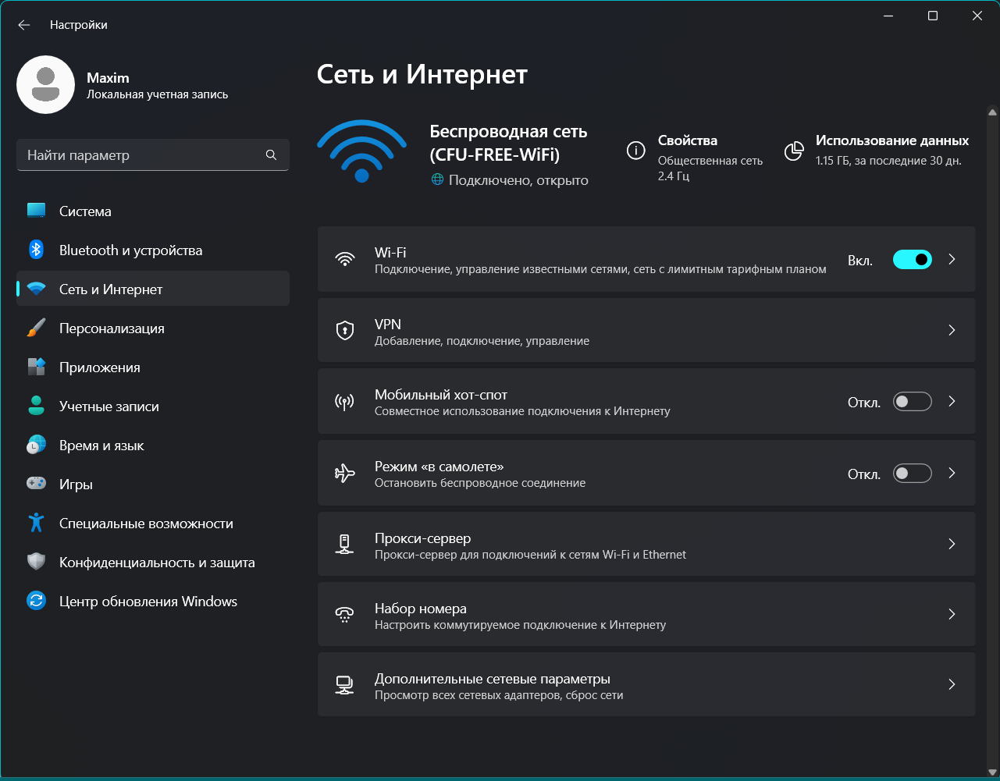 Настройки
Maxim
Локальная учетная запись
Найти параметр
Система
Bluetooth и устройства
Сеть и Интернет
Персонализация
Приложения
Учетные записи
Время и язык
Игры
Специальные возможности
Конфиденциальность и защита
Центр обновления Windows
Сеть и Интернет
Беспроводная сеть
(CFU-FREE-WiFi)
Подключено, открыто
Свойства
Общественная сеть
2.4 Гц
Использование данных
1.15 ГБ, за последние 30 дн.
Wi-Fi
Подключение, управление известными сетями, сеть с лимитным тарифным планом
Вкл.
VPN
Добавление, подключение, управление
Мобильный хот-спот
Совместное использование подключения к Интернету
Откл.
Режим «в самолете»
Остановить беспроводное соединение
Откл.
Прокси-сервер
Прокси-сервер для подключений к сетям Wi-Fi и Ethernet
Набор номера
Настроить коммутируемое подключение к Интернету
Дополнительные сетевые параметры
Просмотр всех сетевых адаптеров, сброс сети